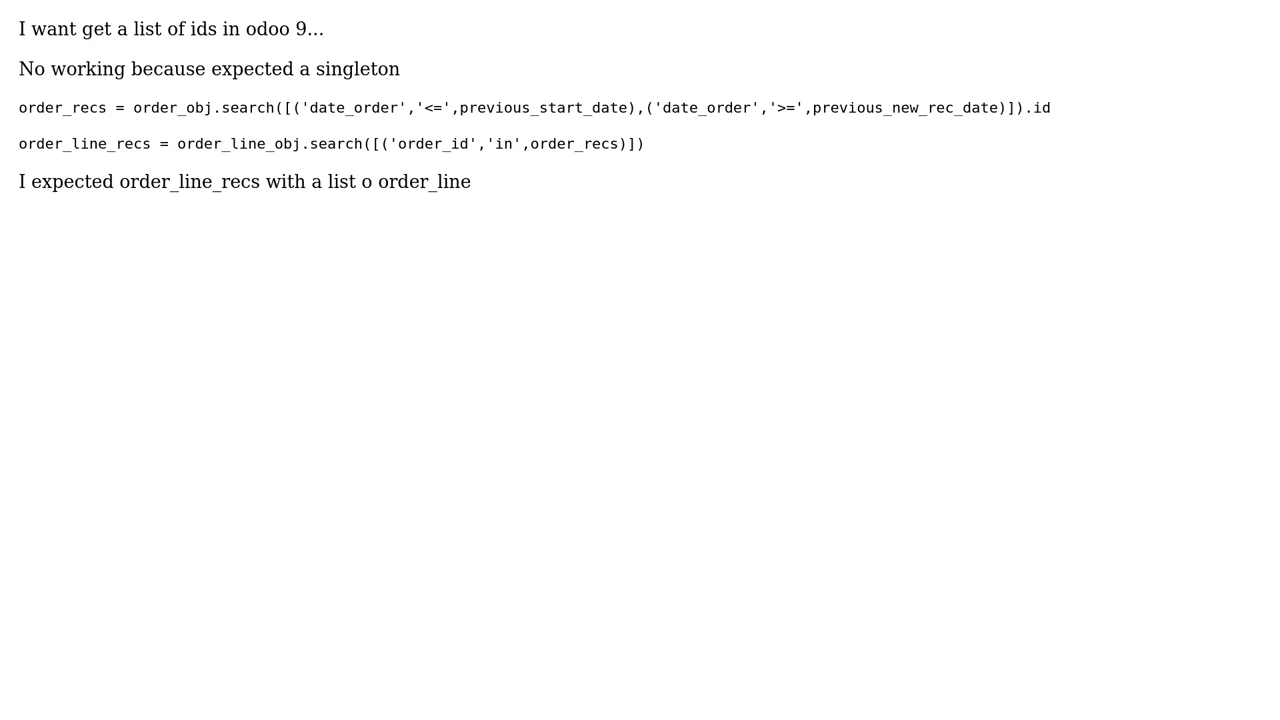 I want get a list of ids in odoo 9...
No working because expected a singleton
order_recs = order_obj.search([('date_order','<=',previous_start_date),('date_order','>=',previous_new_rec_date)]).id
order_line_recs = order_line_obj.search([('order_id','in',order_recs)])
I expected order_line_recs with a list o order_line